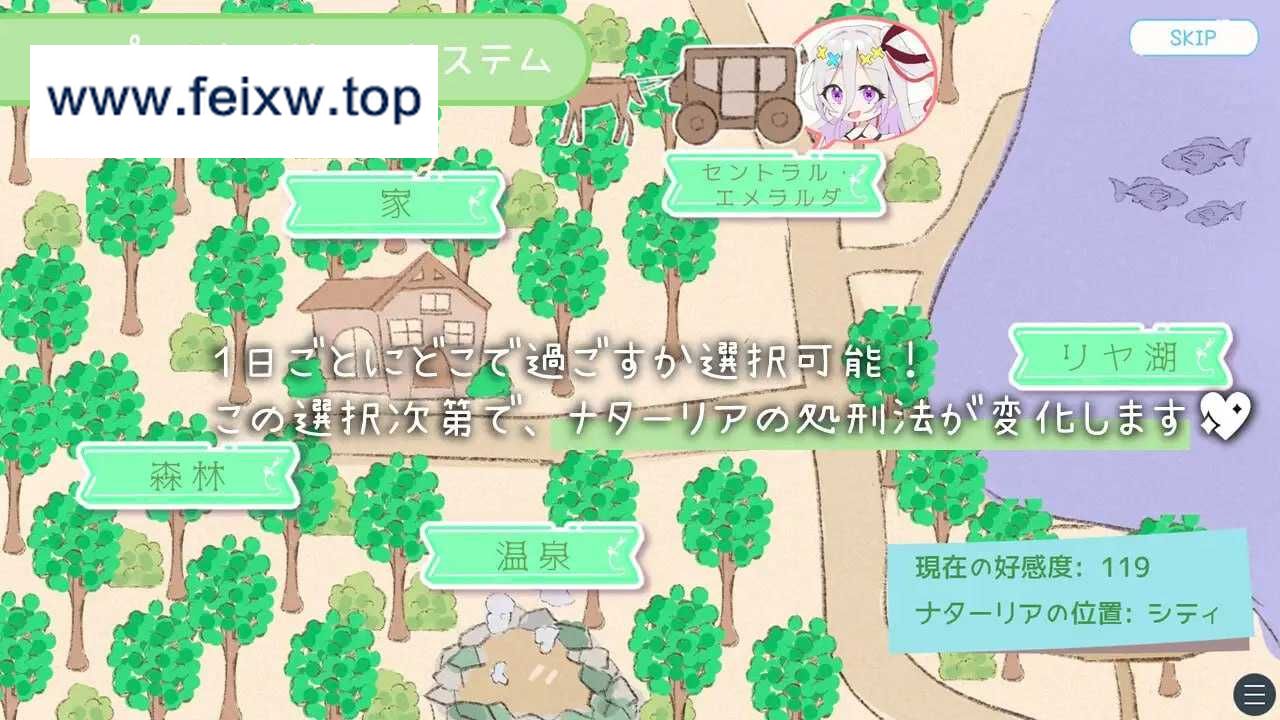 ステム
SKIP
www.feixw.top
家
セントラル・
エメラルダ
1日ごとにどこで過ごすか選択可能！
リヤ湖
この選択次第で、ナターリアの処刑法が変化します
森林
温泉
現在の好感度: 119
ナターリアの位置: シティ